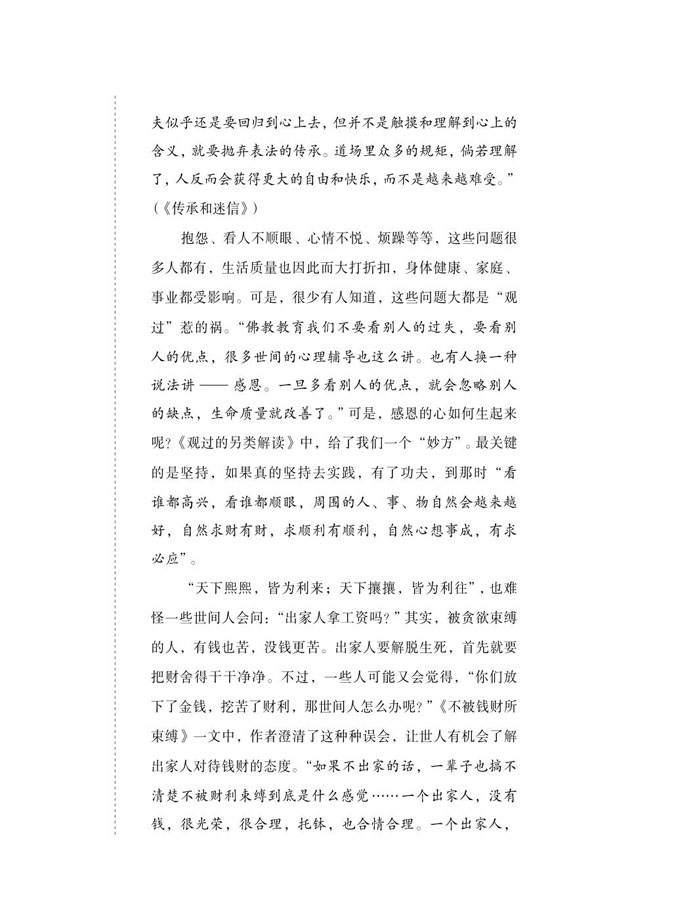 夫似乎还是要回归到心上去，但并不是触摸和理解到心上的
含义，就要抛弃表法的传承。道场里众多的规矩，倘若理解
了，人反而会获得更大的自由和快乐，而不是越来越难受。”
（《传承和迷信》）
抱怨、看人不顺眼、心情不悦、烦躁等等，这些问题很
多人都有，生活质量也因此而大打折扣，身体健康、家庭、
事业都受影响。可是，很少有人知道，这些问题大都是“观
过”惹的祸。“佛教教育我们不要看别人的过失，要看别
人的优点，很多世间的心理辅导也这么讲。也有人换一种
说法讲——感恩。一旦多看别人的优点，就会忽略别人
的缺点，生命质量就改善了。”可是，感恩的心如何生起来
呢？《观过的另类解读》中，给了我们一个“妙方”。最关键
的是坚持，如果真的坚持去实践，有了功夫，到那时“看
谁都高兴，看谁都顺眼，周围的人、事、物自然会越来越
好，自然求财有财，求顺利有顺利，自然心想事成，有求
必应”。
“天下熙熙，皆为利来；天下攘攘，皆为利往”，也难
怪一些世间人会问：“出家人拿工资吗？”其实，被贪欲束缚
的人，有钱也苦，没钱更苦。出家人要解脱生死，首先就要
把财舍得干干净净。不过，一些人可能又会觉得，“你们放
下了金钱，挖苦了财利，那世间人怎么办呢？”《不被钱财所
束缚》一文中，作者澄清了这种种误会，让世人有机会了解
出家人对待钱财的态度。“如果不出家的话，一辈子也搞不
清楚不被财利束缚到底是什么感觉……一个出家人，没有
钱，很光荣，很合理，托钵，也合情合理。一个出家人，